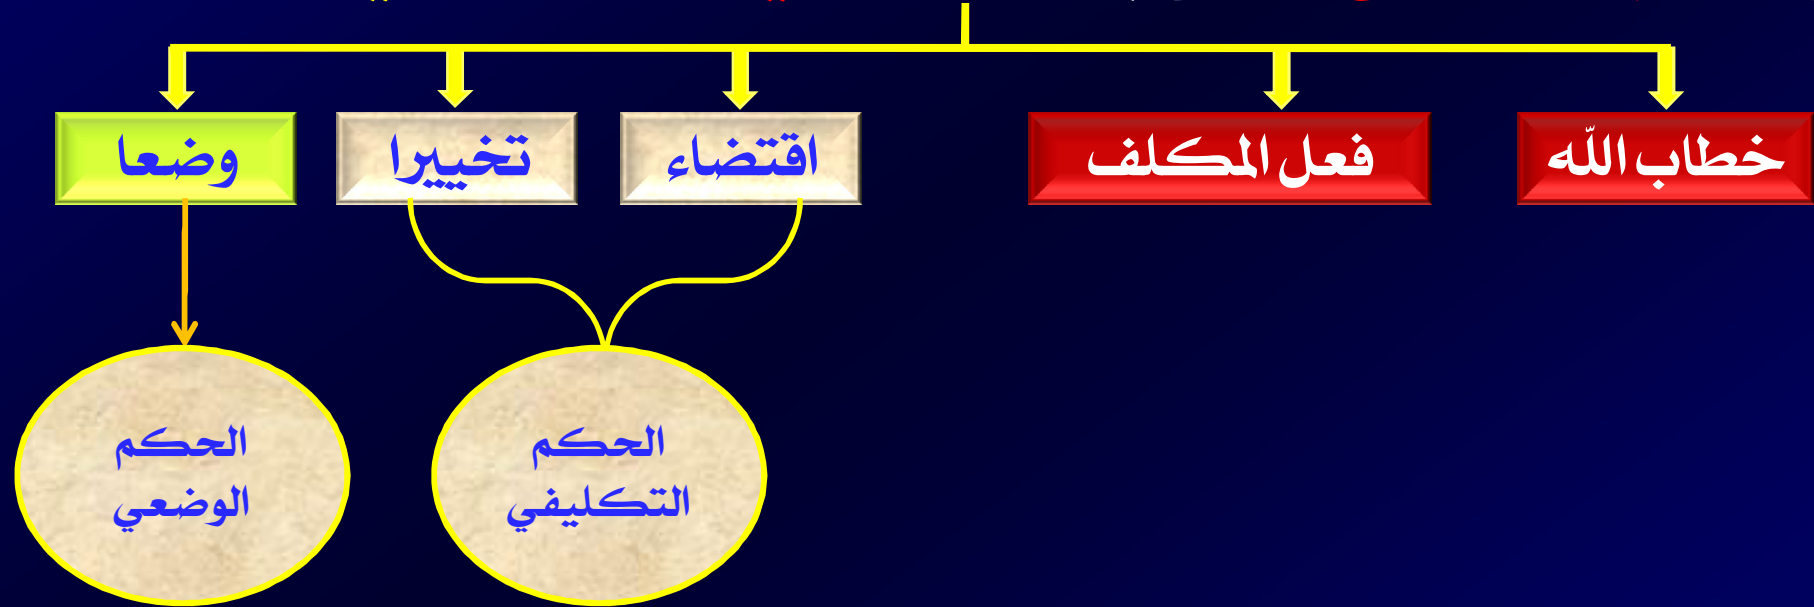 خطاب الله
فعل المكلف
اقتضاء
تخييرا
وضعا
الحكم
التكليفي
الحكم
الوضعي